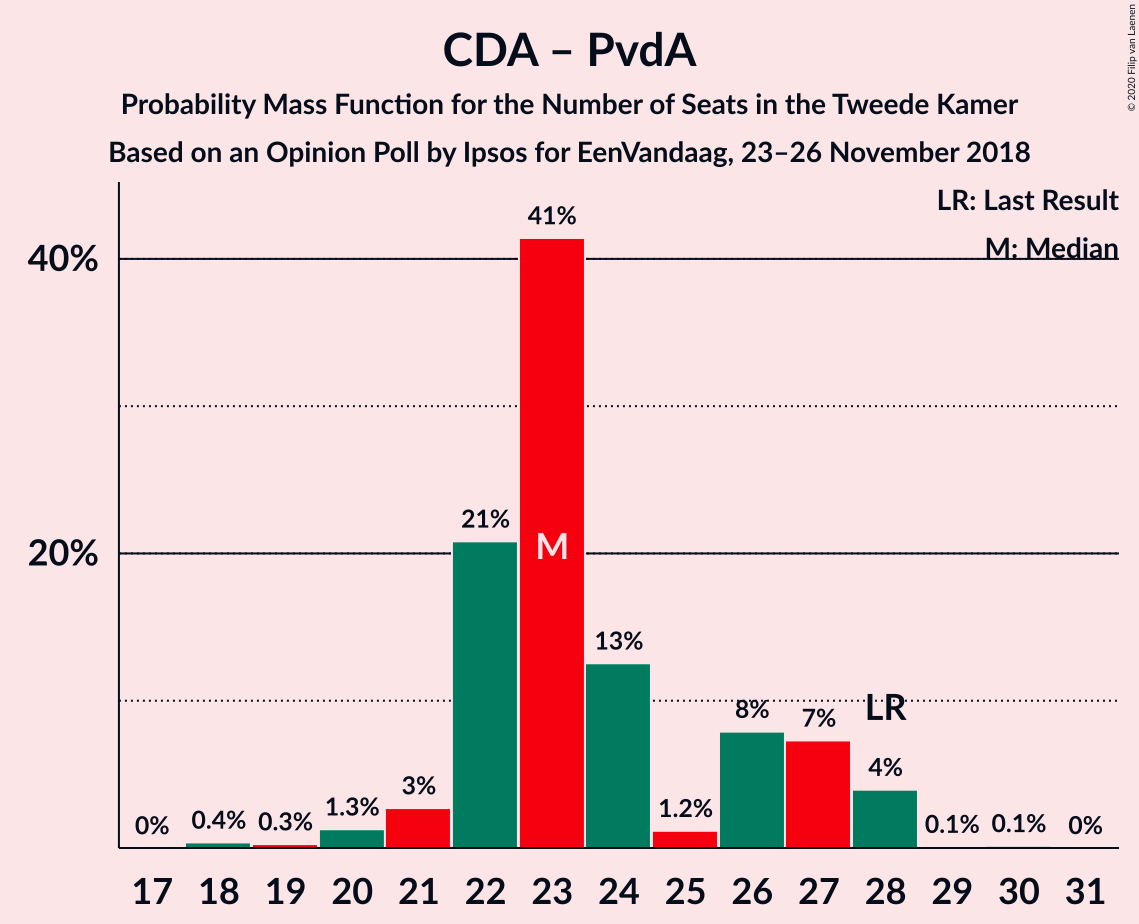 CDA – PvdA
Probability Mass Function for the Number of Seats in the Tweede Kamer
Based on an Opinion Poll by Ipsos for EenVandaag, 23–26 November 2018
© 2020 Filip van Laenen
LR: Last Result
M: Median
40%
20%
0%
0.4%
0.3%
1.3%
3%
21%
41%
M
13%
1.2%
8%
7%
LR
4%
0.1%
0.1%
0%
17 18 19 20 21 22 23 24 25 26 27 28 29 30 31